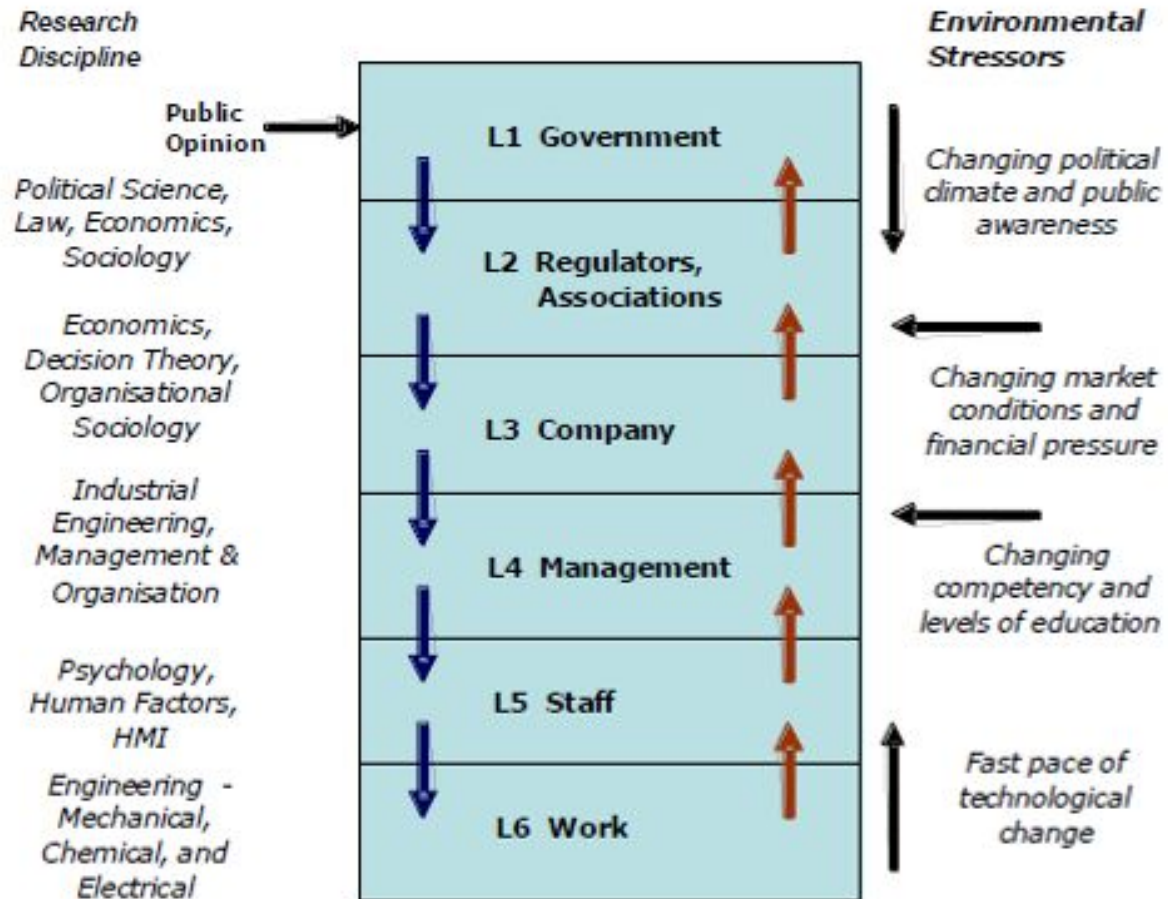 Research
Discipline
Public
Opinion
Political Science,
Law, Economics,
Sociology
Economics,
Decision Theory,
Organisational
Sociology
Industrial
Engineering,
Management &
Organisation
Psychology,
Human Factors,
HMI
Engineering -
Mechanical,
Chemical, and
Electrical
L1 Government
L2 Regulators,
Associations
L3 Company
L4 Management
L5 Staff
L6 Work
Environmental
Stressors
Changing political
climate and public
awareness
Changing market
conditions and
financial pressure
Changing
competency and
levels of education
Fast pace of
technological
change